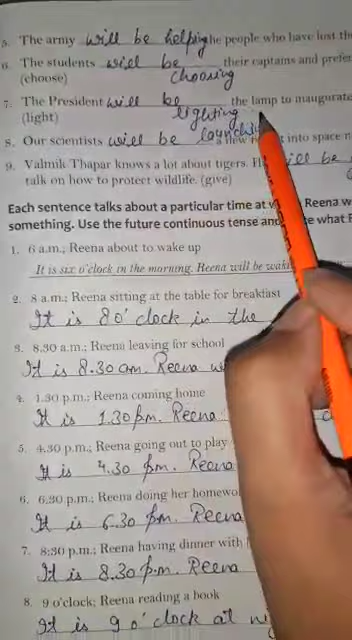 5. The army will be helping the people who have lost the
6. The students will be choosing their captains and prefe
(choose)
7. The President will be lighting the lamp to inaugurate
(light)
8. Our scientists will be a new into space n
9. Valmik Thapar knows a lot about tigers. H will be
talk on how to protect wildlife. (give)
Each sentence talks about a particular time at Reena w
something. Use the future continuous tense and what
1. 6 a.m.; Reena about to wake up
It is six o'clock in the morning. Reena will be waki
2. 8 a.m.; Reena sitting at the table for breakfast
It is 8 o'clock in the
3. 8.30 a.m.; Reena leaving for school
It is 8.30 am. Reena w
4. 1.30 p.m.; Reena coming home
It is 1.30 pm. Reena
5. 4.30 p.m.; Reena going out to play
It is 4.30 pm. Reena
6. 6.30 p.m.; Reena doing her homewo
It is 6.30 pm. Reena
7. 8:30 p.m.; Reena having dinner with
It is 8.30 p.m. Reena
8. 9 o'clock; Reena reading a book
It is 9 o'clock at ni